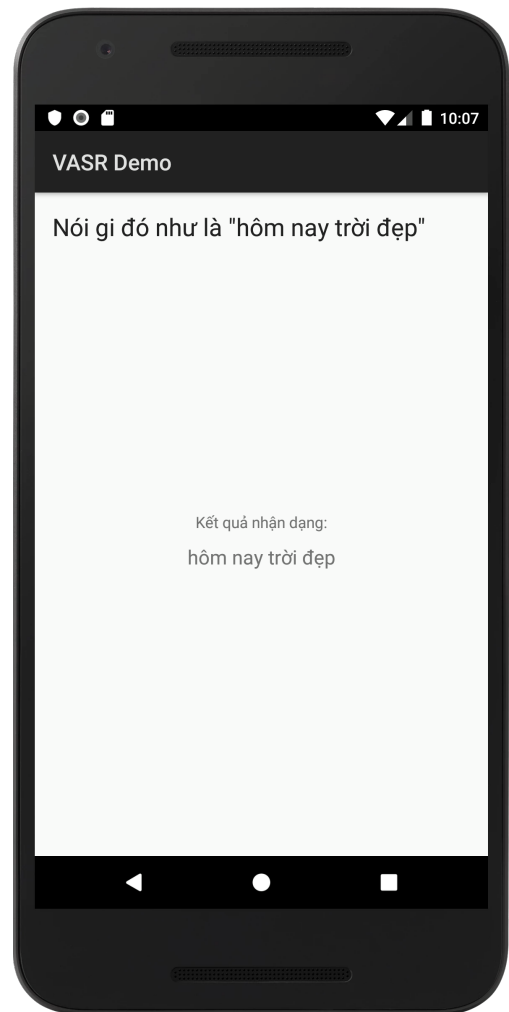 10:07
VASR Demo
Nói gi đó như là "hôm nay trời đẹp"
Kết quả nhận dạng:
hôm nay trời đẹp